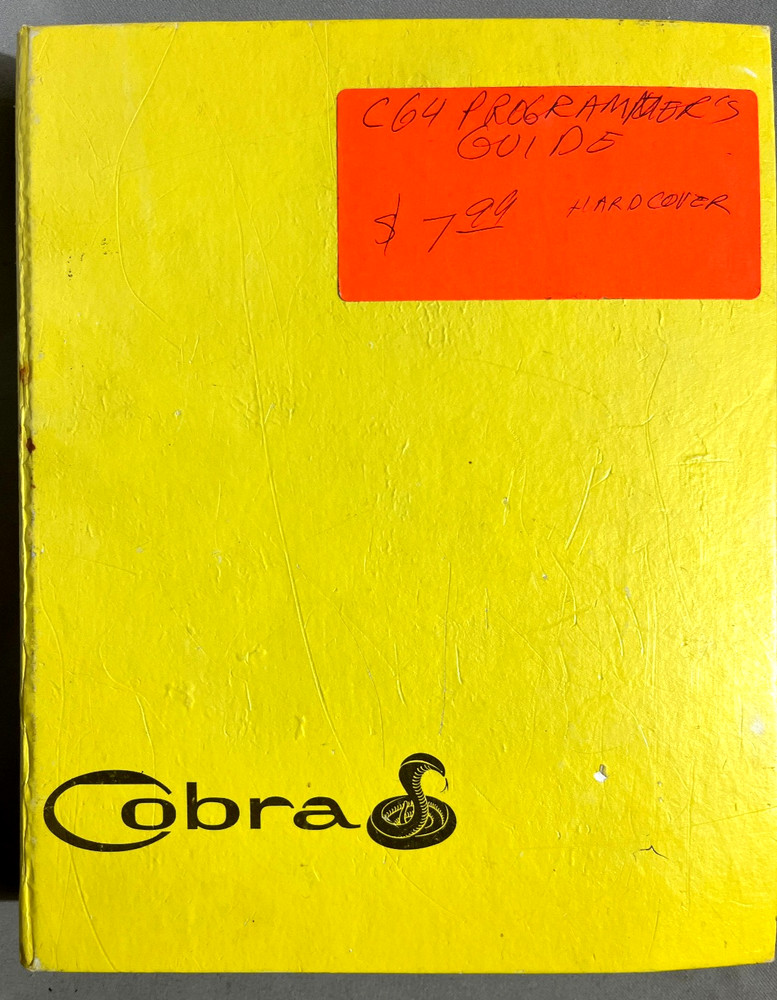 C64 PROGRAMMER'S
GUIDE
$ 7.99 HARDCOVER
Cobra